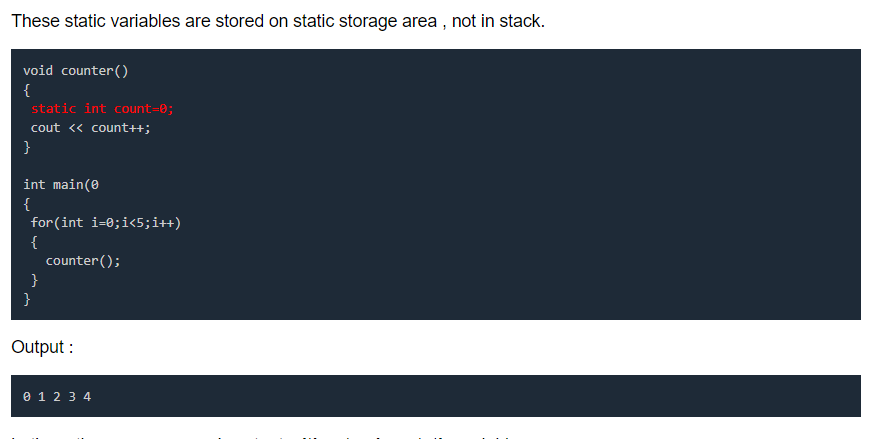 These static variables are stored on static storage area , not in stack.
void counter()
{
static int count=0;
cout << count++;
}
int main(0
{
for(int i=0;i<5;i++)
{
counter();
}
}
Output :
0 1 2 3 4